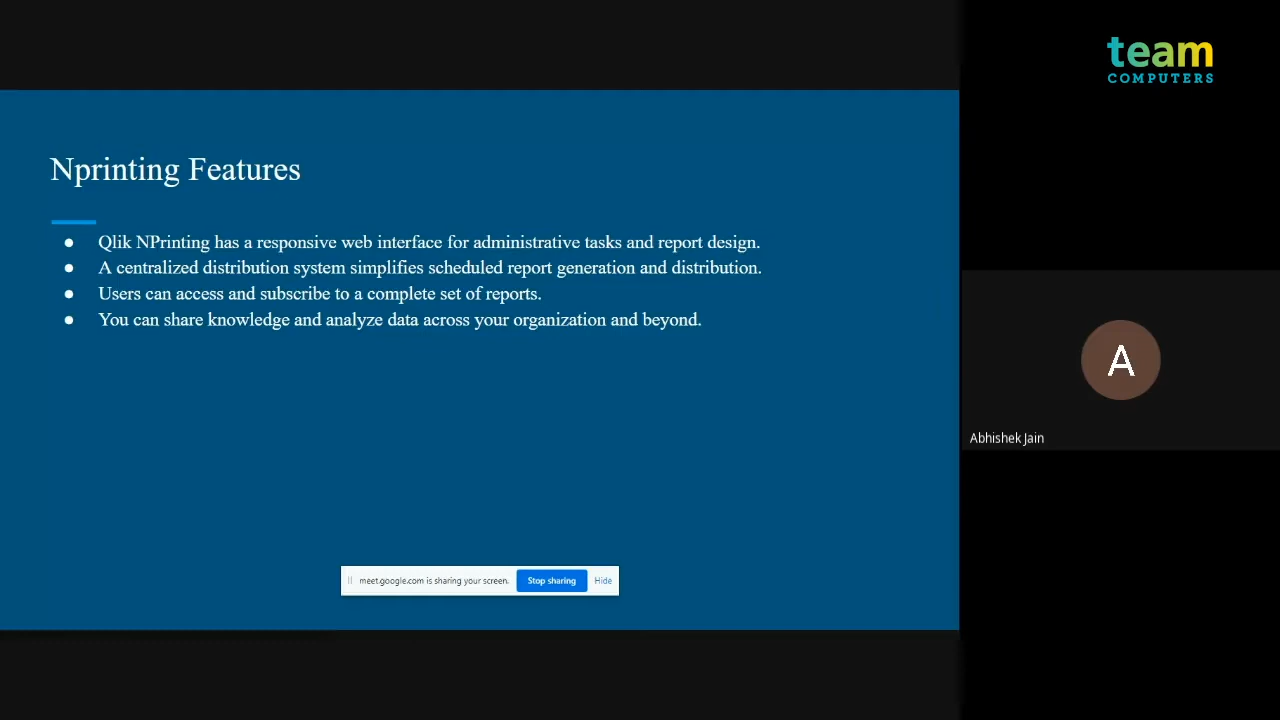 team
COMPUTERS
Nprinting Features
● Qlik NPrinting has a responsive web interface for administrative tasks and report design.
● A centralized distribution system simplifies scheduled report generation and distribution.
● Users can access and subscribe to a complete set of reports.
● You can share knowledge and analyze data across your organization and beyond.
A
Abhishek Jain
meet.google.com is sharing your screen. Stop sharing Hide